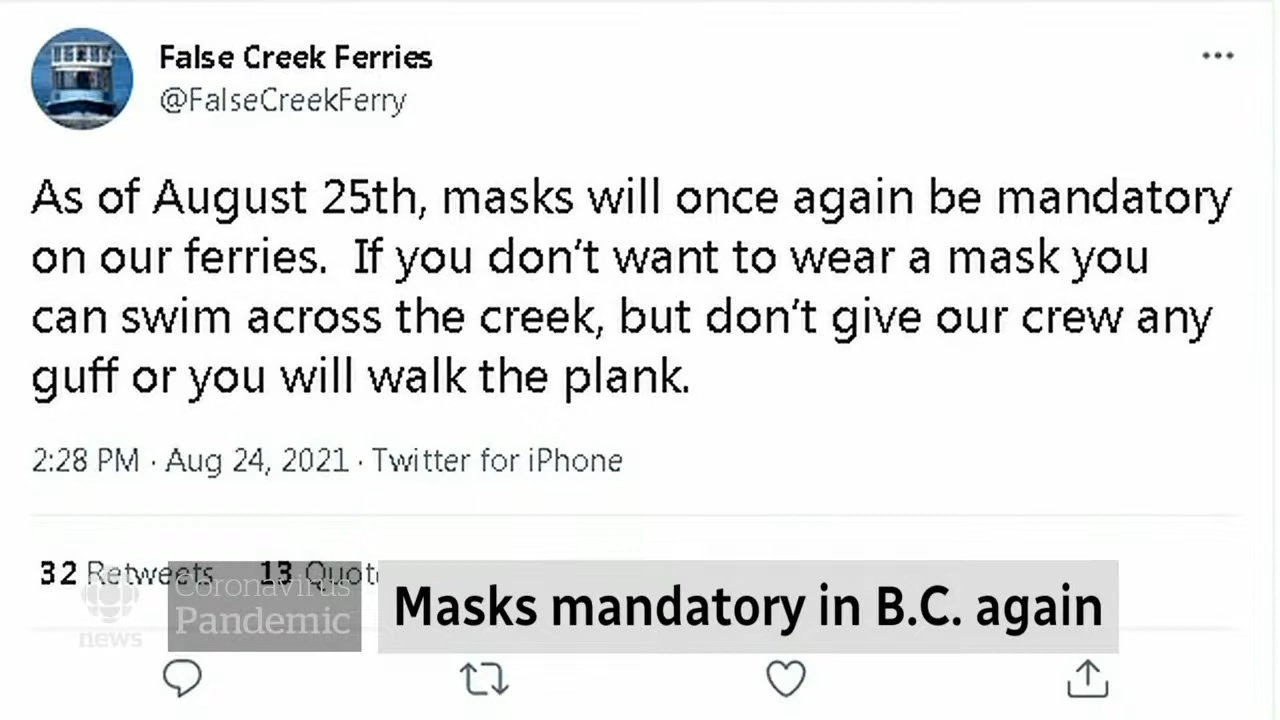 False Creek Ferries
@FalseCreekFerry
As of August 25th, masks will once again be mandatory
on our ferries.  If you don't want to wear a mask you
can swim across the creek, but don't give our crew any
guff or you will walk the plank.
2:28 PM · Aug 24, 2021 · Twitter for iPhone
32 Retweets 13 Quot
news
Coronavirus
Pandemic
Masks mandatory in B.C. again